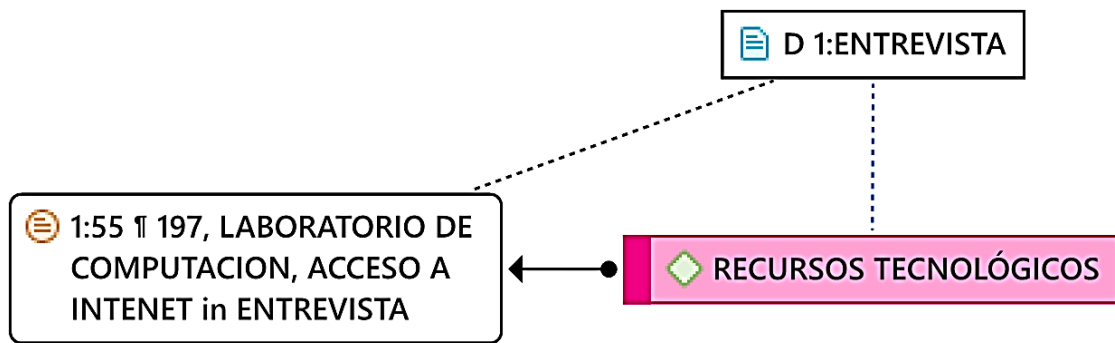 D 1:ENTREVISTA
1:55 ¶ 197, LABORATORIO DE
COMPUTACION, ACCESO A
INTENET in ENTREVISTA
RECURSOS TECNOLÓGICOS